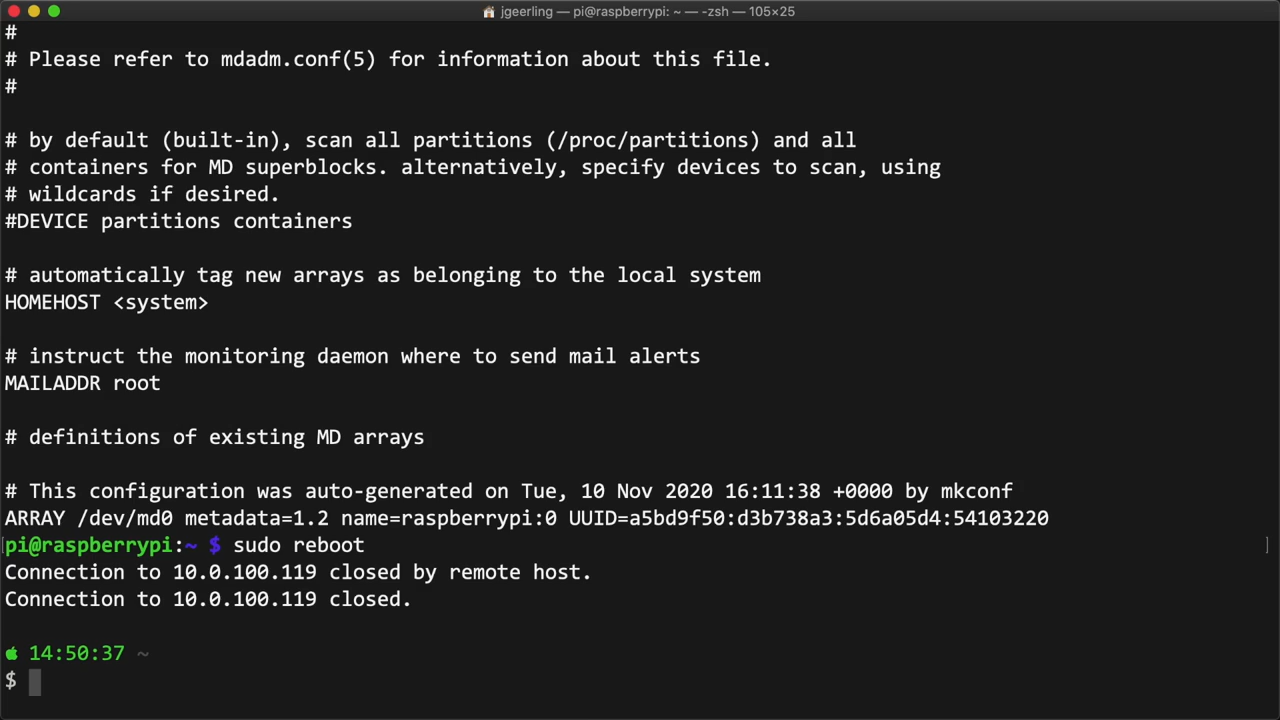 jgeerling — pi@raspberrypi: ~ — -zsh — 105×25
#
# Please refer to mdadm.conf(5) for information about this file.
#
# by default (built-in), scan all partitions (/proc/partitions) and all
# containers for MD superblocks. alternatively, specify devices to scan, using
# wildcards if desired.
#DEVICE partitions containers
# automatically tag new arrays as belonging to the local system
HOMEHOST <system>
# instruct the monitoring daemon where to send mail alerts
MAILADDR root
# definitions of existing MD arrays
# This configuration was auto-generated on Tue, 10 Nov 2020 16:11:38 +0000 by mkconf
ARRAY /dev/md0 metadata=1.2 name=raspberrypi:0 UUID=a5bd9f50:d3b738a3:5d6a05d4:54103220
pi@raspberrypi:~ $ sudo reboot
Connection to 10.0.100.119 closed by remote host.
Connection to 10.0.100.119 closed.
14:50:37 ~
$